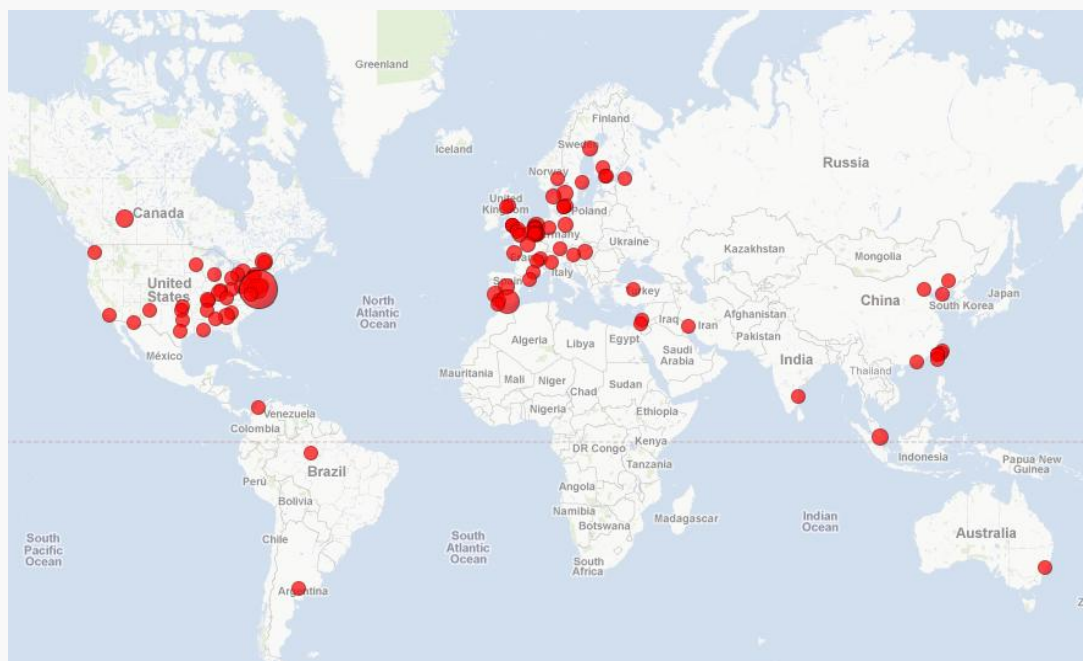 Greenland
Iceland
Finland
Sweden
Norway
Russia
Canada
United
Kingdom
Poland
Germany
Ukraine
Kazakhstan
Mongolia
France
Italy
Spain
United
States
Turkey
China
Japan
South Korea
North
Atlantic
Ocean
Afghanistan
Iraq
Iran
Pakistan
Algeria
Libya
Egypt
Saudi
Arabia
India
México
Thailand
Mauritania
Mali
Niger
Chad
Sudan
Nigeria
Ethiopia
Venezuela
Colombia
DR Congo
Kenya
Tanzania
Indonesia
Papua New
Guinea
Brazil
Perú
Bolivia
Angola
Namibia
Botswana
Madagascar
Indian
Ocean
Australia
South
Pacific
Ocean
South
Atlantic
Ocean
Chile
South
Africa
Argentina
Z